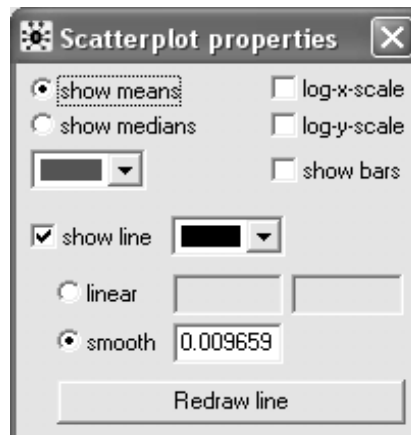 Scatterplot properties
show means log-x-scale
show medians log-y-scale
show bars
show line
linear
smooth 0.009659
Redraw line